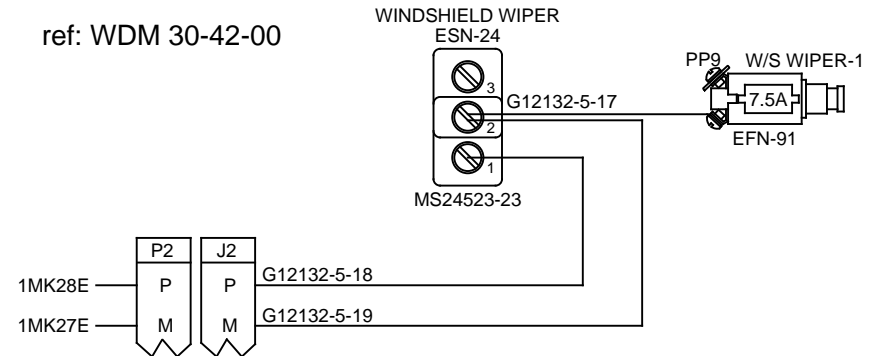 WINDSHIELD WIPER
ESN-24
ref: WDM 30-42-00
PP9 W/S WIPER-1
3
G12132-5-17
7.5A
2
EFN-91
1
MS24523-23
P2 J2
G12132-5-18
1MK28E P P
G12132-5-19
1MK27E M M